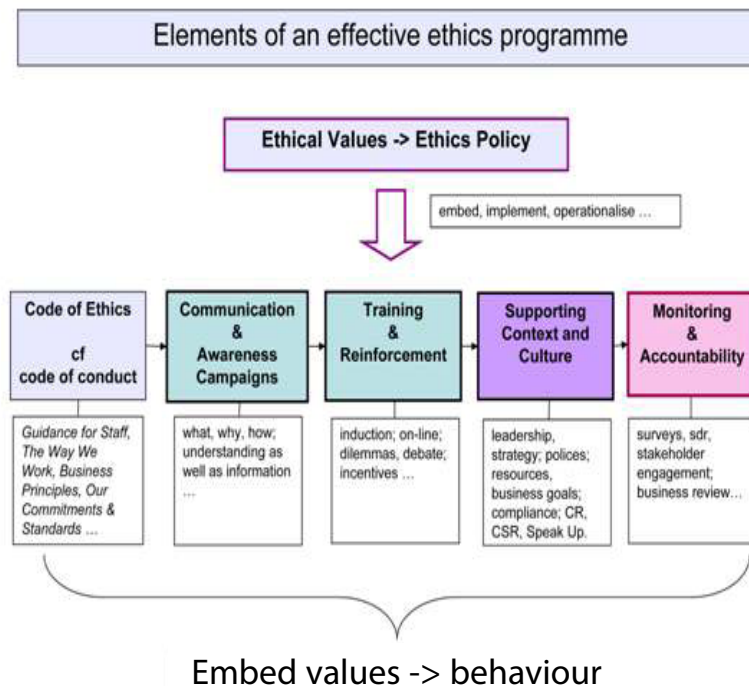 Elements of an effective ethics programme
Ethical Values -> Ethics Policy
embed, implement, operationalise ...
Code of Ethics
cf
code of conduct
Communication
&
Awareness
Campaigns
Training
&
Reinforcement
Supporting
Context and
Culture
Monitoring
&
Accountability
Guidance for Staff,
The Way We
Work, Business
Principles, Our
Commitments &
Standards ...
what, why, how;
understanding as
well as information
...
induction; on-line;
dilemmas, debate;
incentives ...
leadership,
strategy; polices;
resources,
business goals;
compliance; CR,
CSR, Speak Up.
surveys, sdr,
stakeholder
engagement;
business review...
Embed values -> behaviour